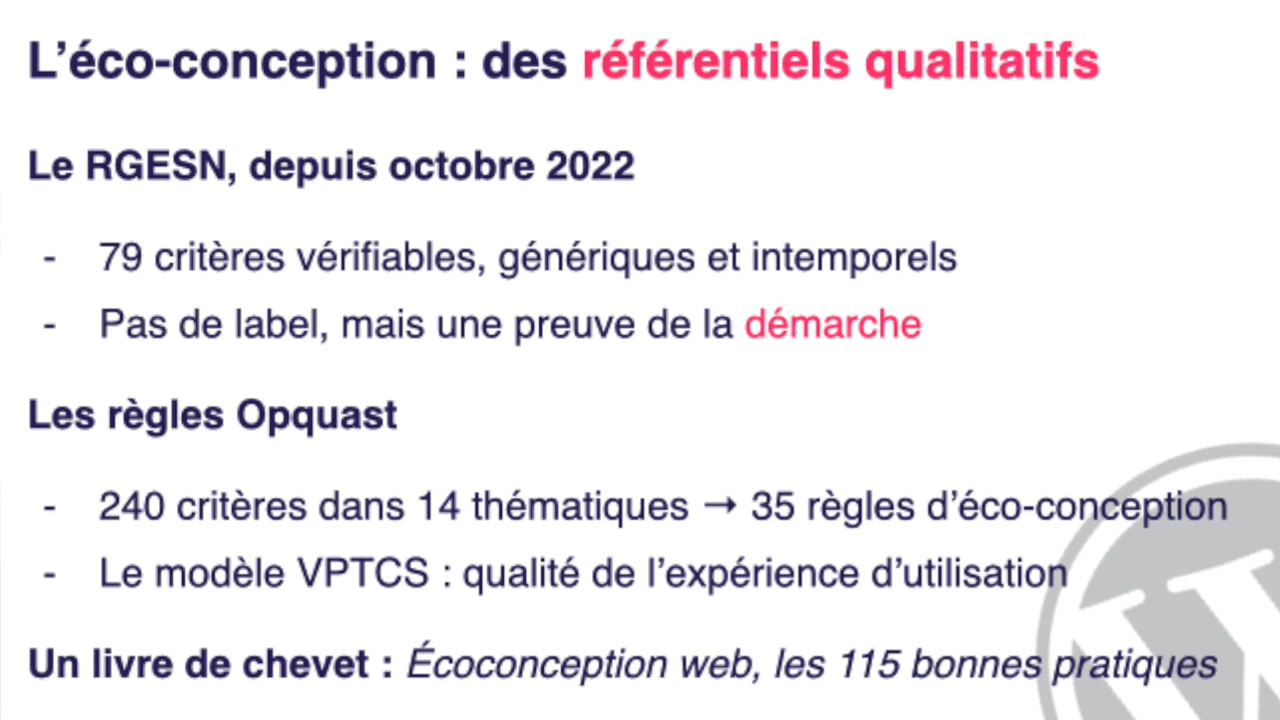 L’éco-conception : des référentiels qualitatifs
Le RGESN, depuis octobre 2022
- 79 critères vérifiables, génériques et intemporels
- Pas de label, mais une preuve de la démarche
Les règles Opquast
- 240 critères dans 14 thématiques → 35 règles d’éco-conception
- Le modèle VPTCS : qualité de l’expérience d’utilisation
Un livre de chevet : Écoconception web, les 115 bonnes pratiques